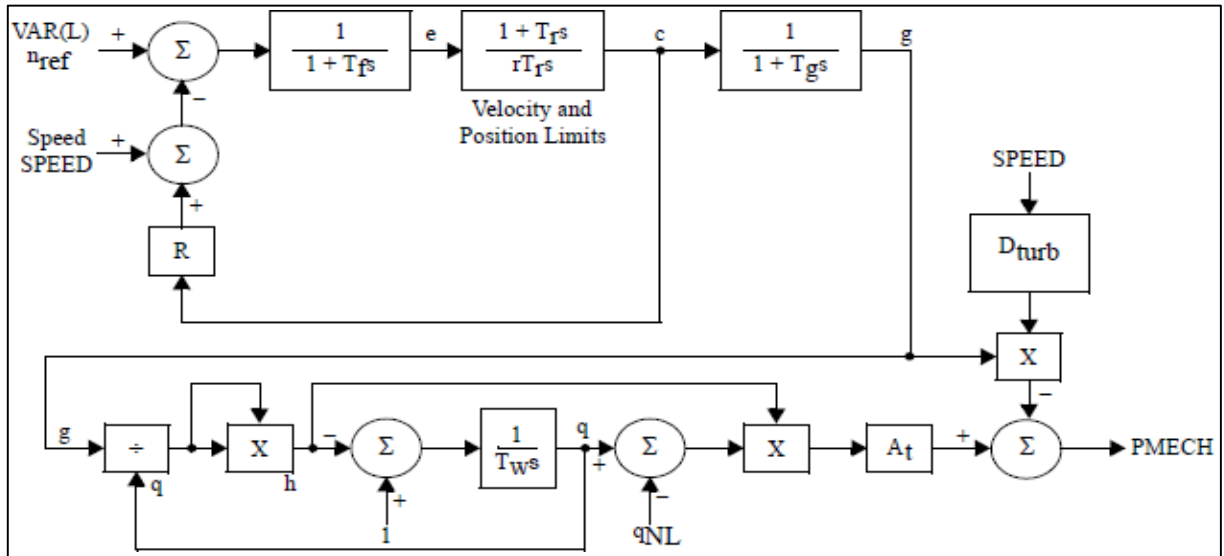 VAR(L)
nref
+
Σ
−
1
1 + Tfs
e
1 + Trs
rTrs
Velocity and
Position Limits
c
1
1 + Tgs
g
Speed
SPEED
+
Σ
+
R
SPEED
Dturb
X
−
g
÷
q
X
h
−
Σ
+
1
1
Tws
q
+
Σ
−
qNL
X
At
+
Σ
PMECH